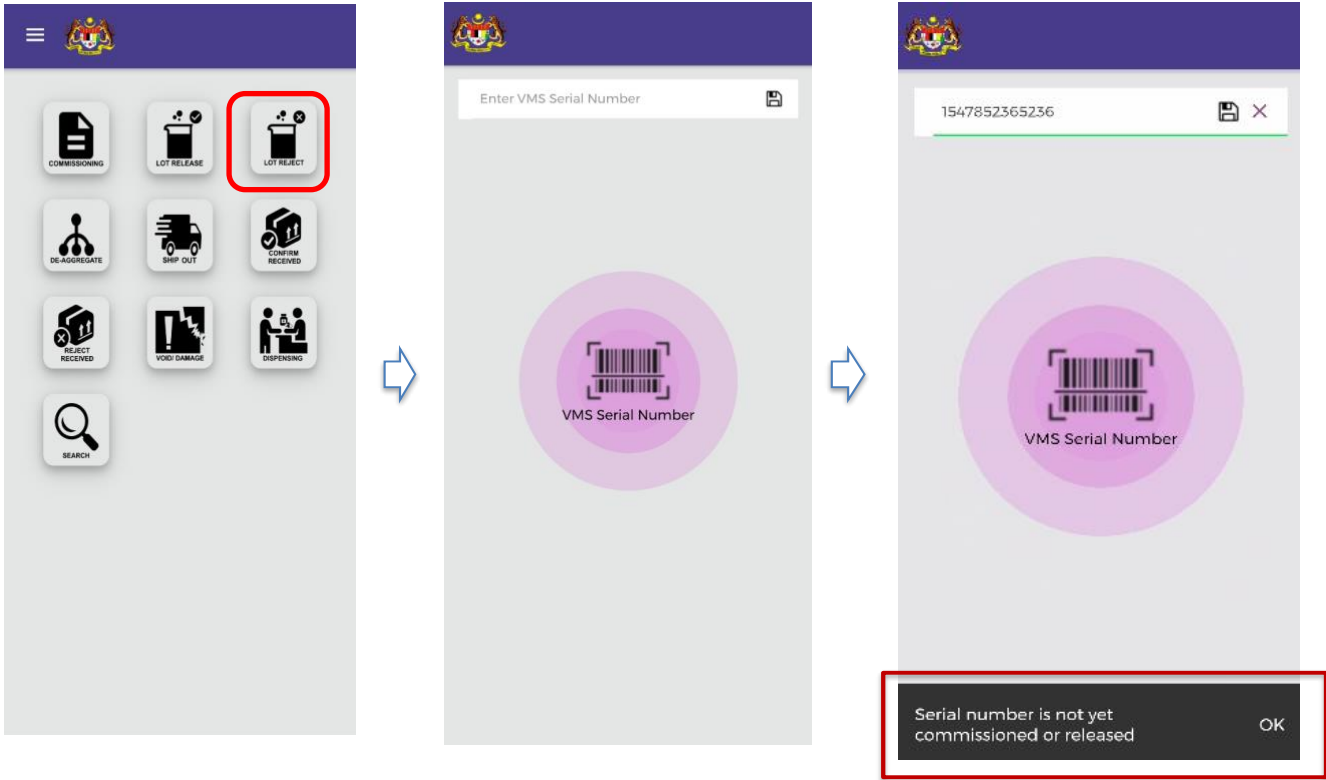 COMMISSIONING
LOT RELEASE
LOT REJECT
DE-AGGREGATE
SHIP OUT
CONFIRM
RECEIVED
REJECT
RECEIVED
VOID/ DAMAGE
DISPENSING
SEARCH
Enter VMS Serial Number
VMS Serial Number
1547852365236
VMS Serial Number
Serial number is not yet
commissioned or released
OK